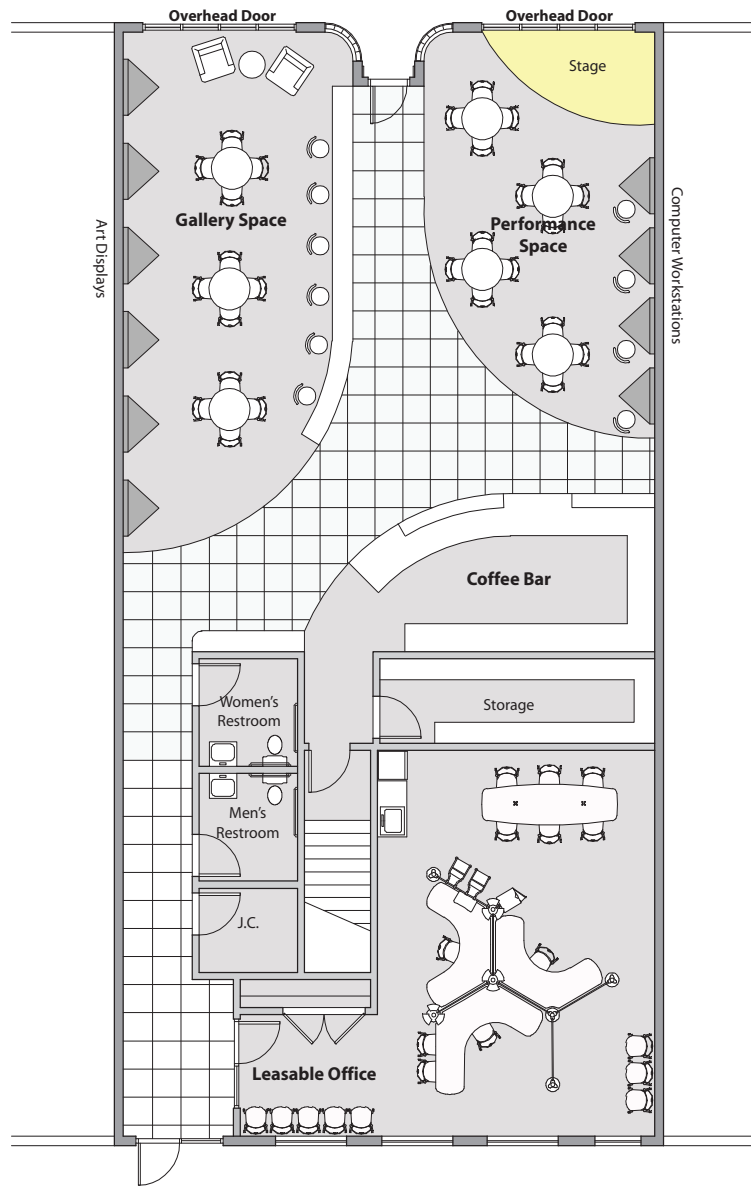 Overhead Door
Overhead Door
Stage
Gallery Space
Performance
Space
Art Displays
Computer Workstations
Coffee Bar
Women's
Restroom
Storage
Men's
Restroom
J.C.
Leasable Office